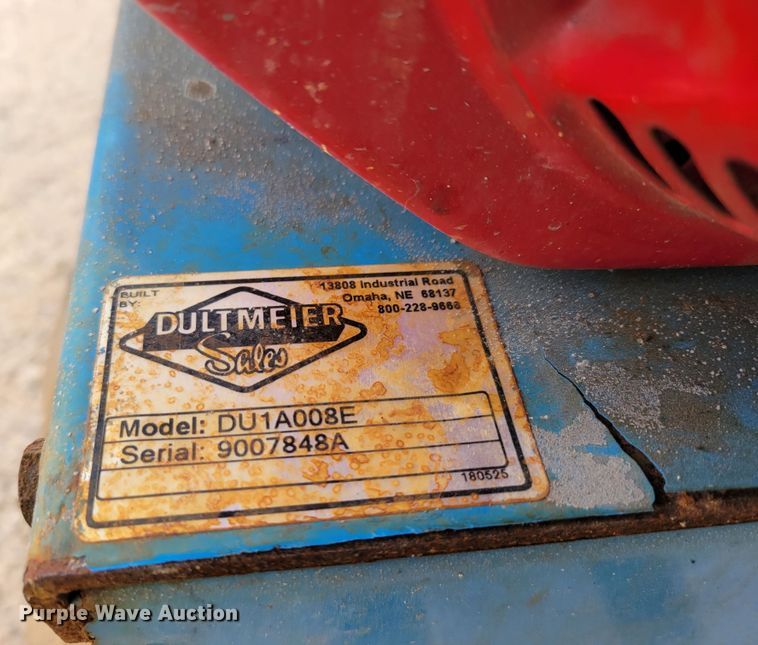 BUILT
BY:
13808 Industrial Road
Omaha, NE 68137
800-228-9666
DULTMEIER
Sales
Model: DU1A008E
Serial: 9007848A
180525
Purple Wave Auction